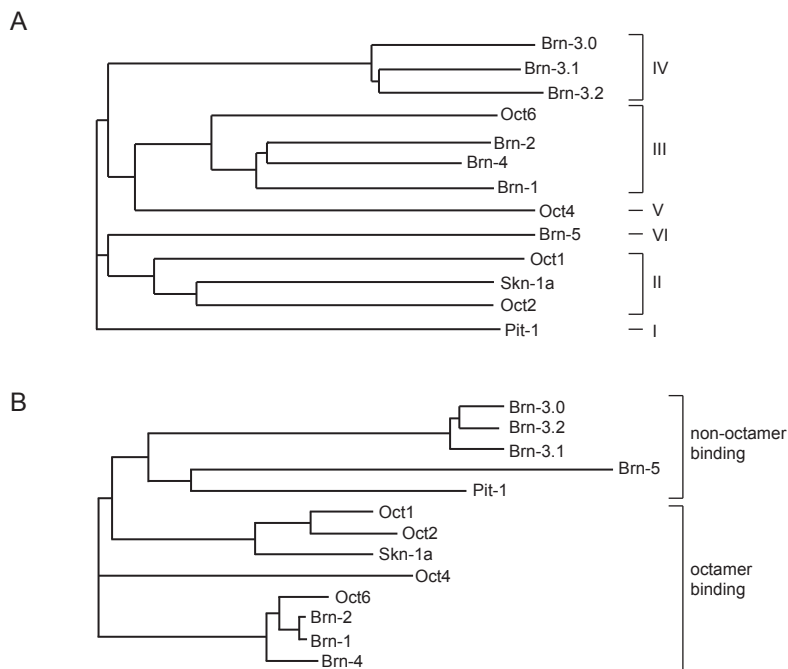 A
Brn-3.0
Brn-3.1
IV
Brn-3.2
Oct6
Brn-2
III
Brn-4
Brn-1
Oct4
V
Brn-5
VI
Oct1
Skn-1a
II
Oct2
Pit-1
I
B
Brn-3.0
Brn-3.2
non-octamer
binding
Brn-3.1
Brn-5
Pit-1
Oct1
Oct2
Skn-1a
octamer
binding
Oct4
Oct6
Brn-2
Brn-1
Brn-4